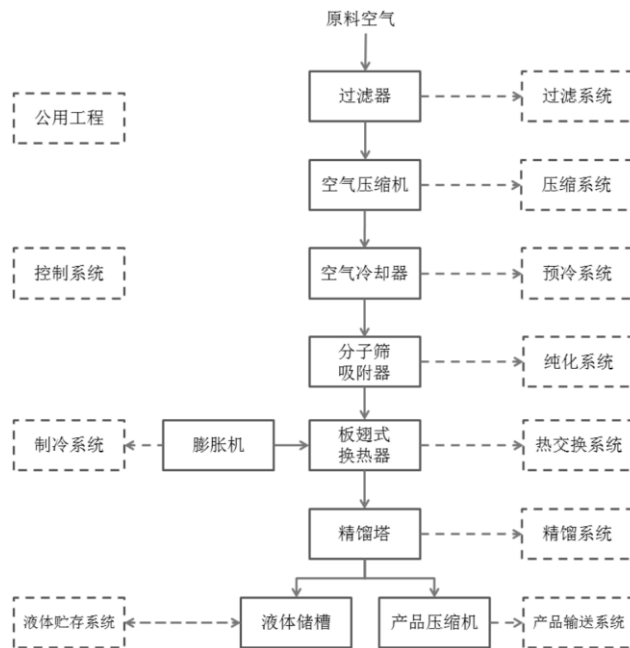 原料空气
过滤器
过滤系统
公用工程
空气压缩机
压缩系统
控制系统
空气冷却器
预冷系统
分子筛
吸附器
纯化系统
制冷系统
膨胀机
板翅式
换热器
热交换系统
精馏塔
精馏系统
液体贮存系统
液体储槽
产品压缩机
产品输送系统